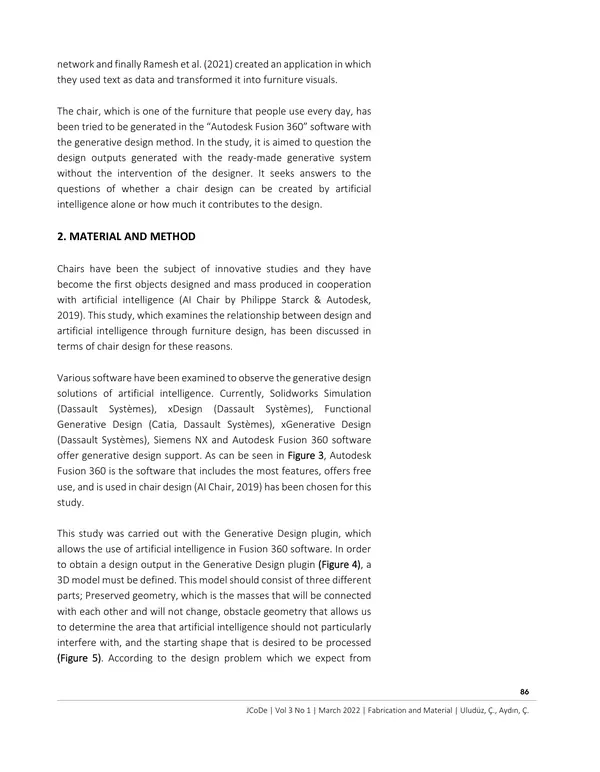 network and finally Ramesh et al. (2021) created an application in which
they used text as data and transformed it into furniture visuals.
The chair, which is one of the furniture that people use every day, has
been tried to be generated in the “Autodesk Fusion 360” software with
the generative design method. In the study, it is aimed to question the
design outputs generated with the ready-made generative system
without the intervention of the designer. It seeks answers to the
questions of whether a chair design can be created by artificial
intelligence alone or how much it contributes to the design.
2. MATERIAL AND METHOD
Chairs have been the subject of innovative studies and they have
become the first objects designed and mass produced in cooperation
with artificial intelligence (AI Chair by Philippe Starck & Autodesk,
2019). This study, which examines the relationship between design and
artificial intelligence through furniture design, has been discussed in
terms of chair design for these reasons.
Various software have been examined to observe the generative design
solutions of artificial intelligence. Currently, Solidworks Simulation
(Dassault Systèmes), xDesign (Dassault Systèmes), Functional
Generative Design (Catia, Dassault Systèmes), xGenerative Design
(Dassault Systèmes), Siemens NX and Autodesk Fusion 360 software
offer generative design support. As can be seen in Figure 3, Autodesk
Fusion 360 is the software that includes the most features, offers free
use, and is used in chair design (AI Chair, 2019) has been chosen for this
study.
This study was carried out with the Generative Design plugin, which
allows the use of artificial intelligence in Fusion 360 software. In order
to obtain a design output in the Generative Design plugin (Figure 4), a
3D model must be defined. This model should consist of three different
parts; Preserved geometry, which is the masses that will be connected
with each other and will not change, obstacle geometry that allows us
to determine the area that artificial intelligence should not particularly
interfere with, and the starting shape that is desired to be processed
(Figure 5). According to the design problem which we expect from
86
JCoDe | Vol 3 No 1 | March 2022 | Fabrication and Material | Uludüz, Ç., Aydın, Ç.